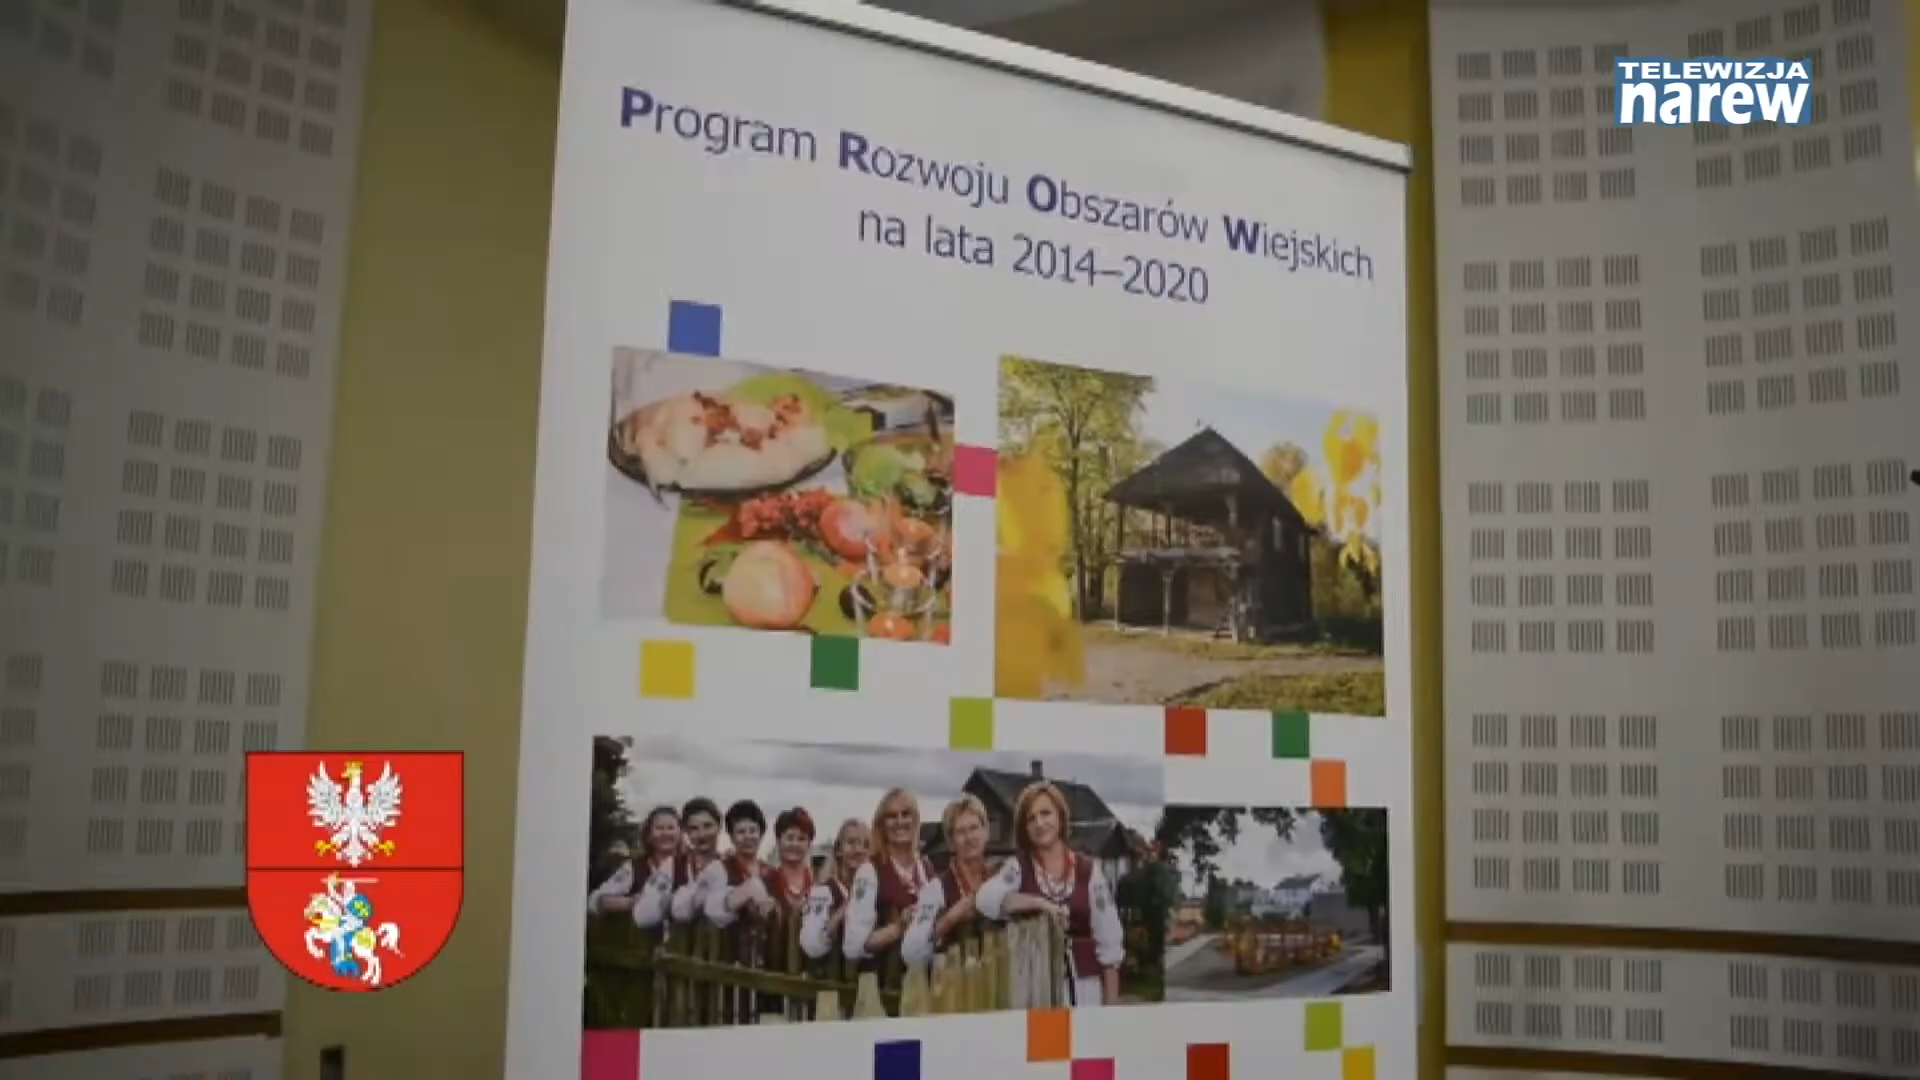 TELEWIZJA
narew
Program Rozwoju Obszarów Wiejskich
na lata 2014–2020